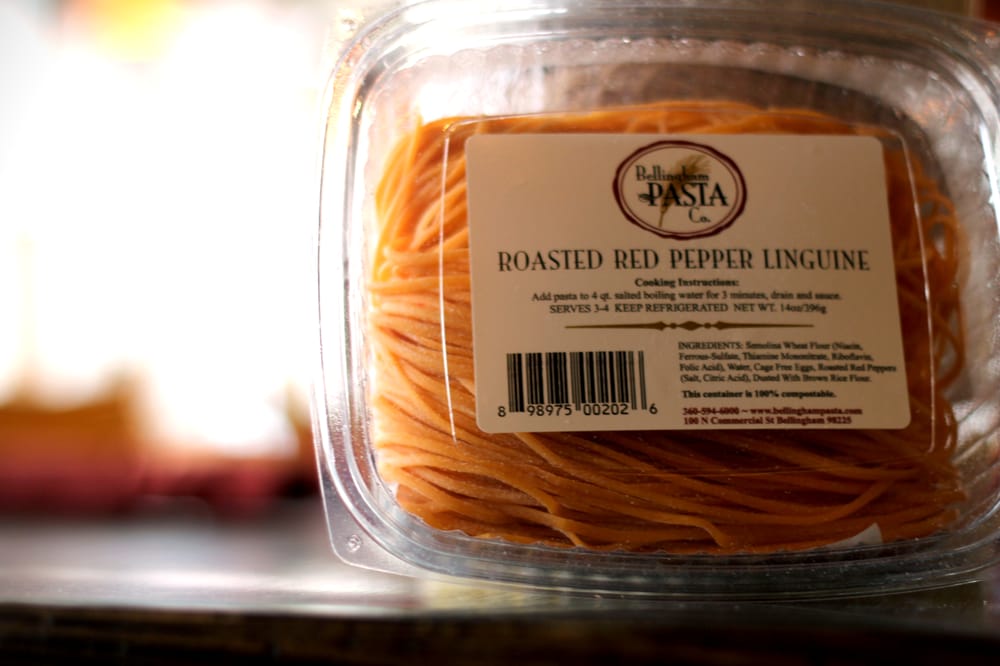 Bellingham
PASTA
Co.
ROASTED RED PEPPER LINGUINE
Cooking Instructions:
Add pasta to 4 qt. salted boiling water for 3 minutes, drain and sauce.
SERVES 3-4 KEEP REFRIGERATED NET WT. 14oz/396g
INGREDIENTS: Semolina Wheat Flour (Niacin,
Ferrous-Sulfate, Thiamine Mononitrate, Riboflavin,
Folic Acid), Water, Cage Free Eggs, Roasted Red Peppers
(Salt, Citric Acid), Dusted With Brown Rice Flour.
This container is 100% compostable.
8 98975 00202 6
360-594-6000 ~ www.bellinghampasta.com
100 N Commercial St Bellingham 98225